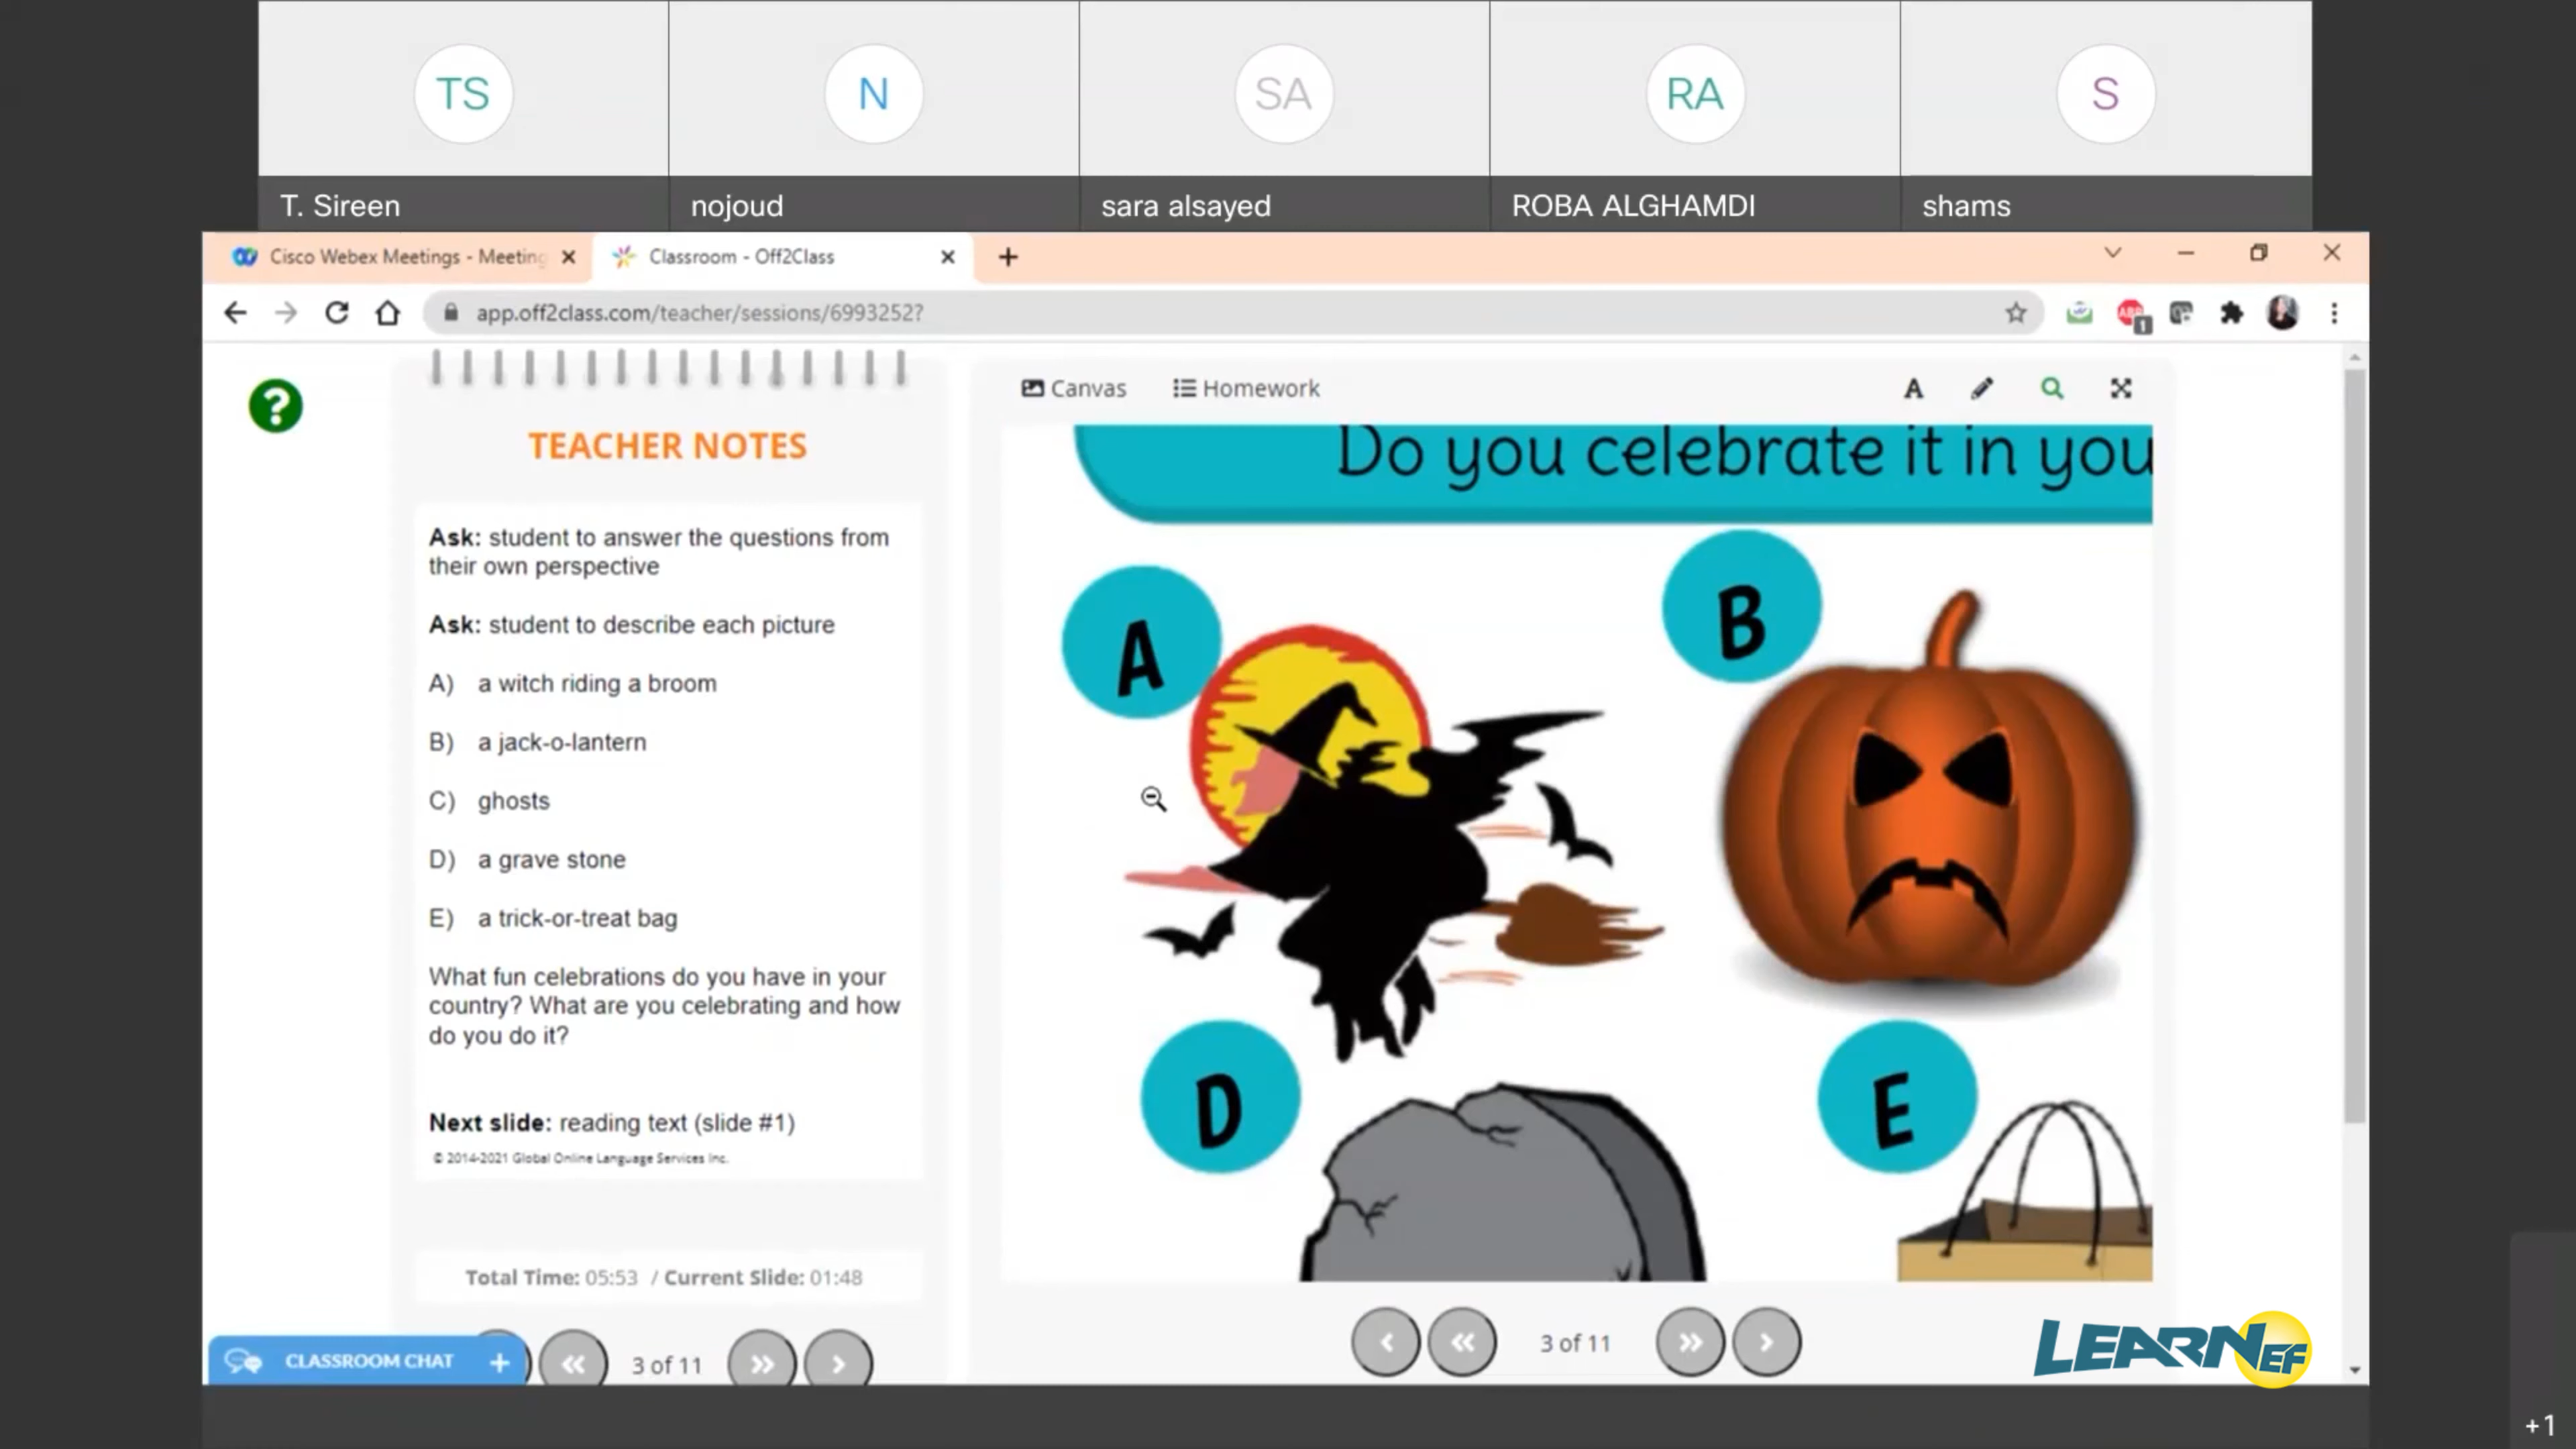 TS
N
SA
RA
S
T. Sireen
nojoud
sara alsayed
ROBA ALGHAMDI
shams
Cisco Webex Meetings - Meeting
Classroom - Off2Class
app.off2class.com/teacher/sessions/6993252?
ABP
1
?
TEACHER NOTES
Ask: student to answer the questions from
their own perspective
Ask: student to describe each picture
A) a witch riding a broom
B) a jack-o-lantern
C) ghosts
D) a grave stone
E) a trick-or-treat bag
What fun celebrations do you have in your
country? What are you celebrating and how
do you do it?
Next slide: reading text (slide #1)
© 2014-2021 Global Online Language Services Inc.
Total Time: 05:53 / Current Slide: 01:48
CLASSROOM CHAT +
3 of 11
Canvas
Homework
A
Do you celebrate it in you
A
B
D
E
3 of 11
LEARN EF
+1